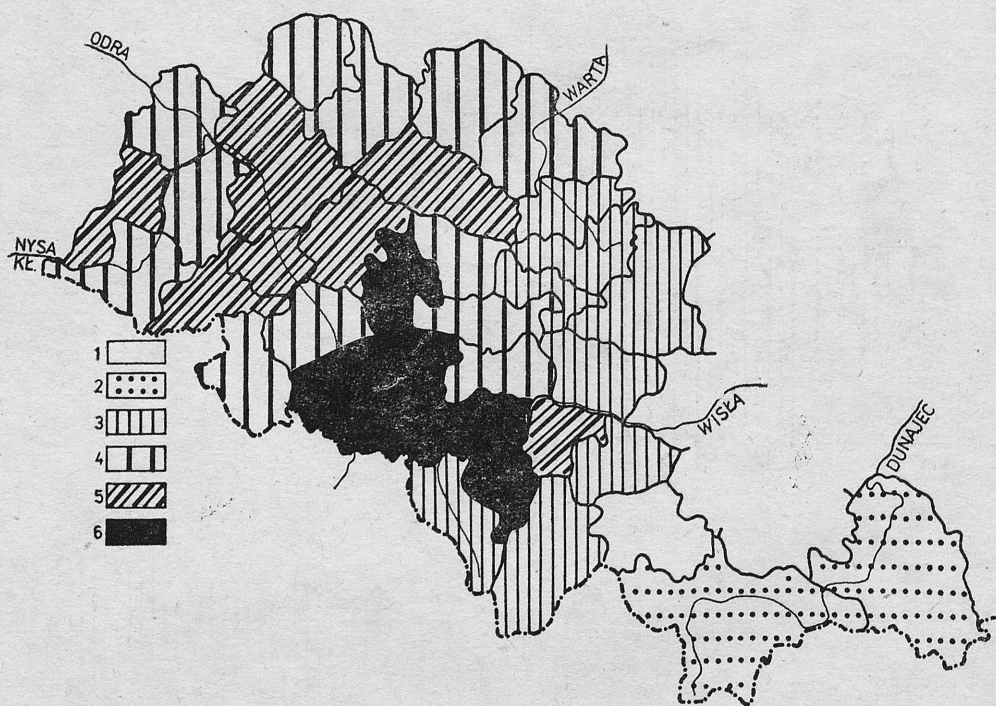 ODRA
WARTA
NYSA
KŁ.
1
2
3
4
5
6
WISŁA
DUNAJEC